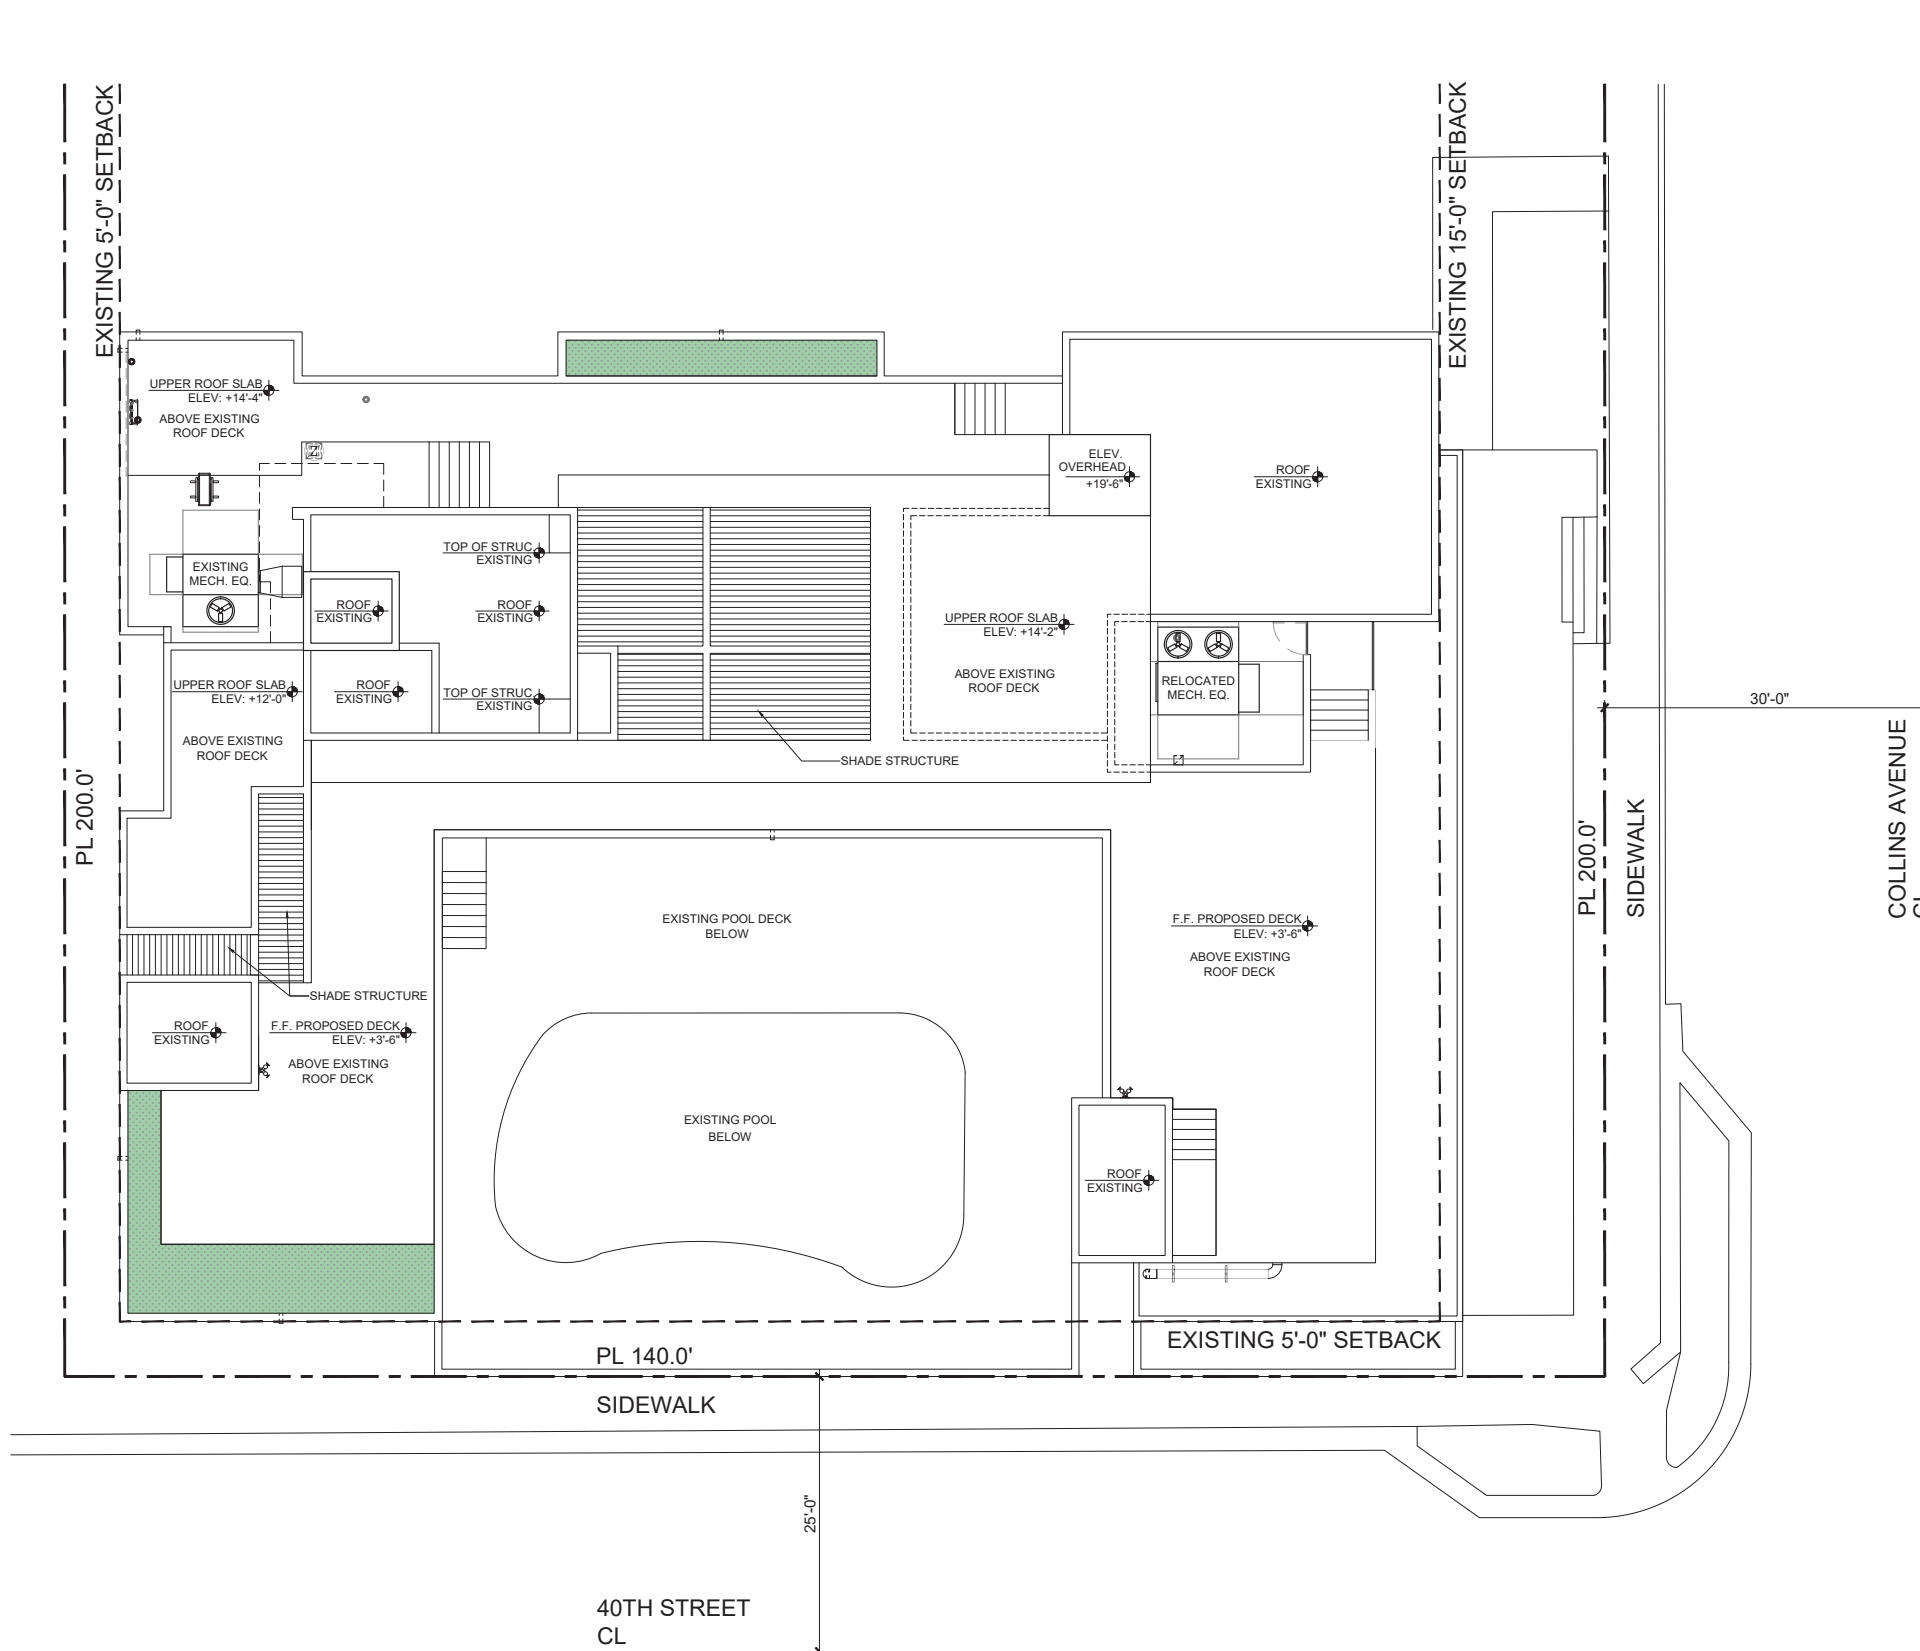 EXISTING 5'-0" SETBACK
EXISTING 15'-0" SETBACK
UPPER ROOF SLAB
ELEV: +14'-4"
ABOVE EXISTING
ROOF DECK
ELEV.
OVERHEAD
+19'-6"
ROOF
EXISTING
TOP OF STRUC
EXISTING
EXISTING
MECH. EQ.
ROOF
EXISTING
ROOF
EXISTING
UPPER ROOF SLAB
ELEV: +14'-2"
ABOVE EXISTING
ROOF DECK
RELOCATED
MECH. EQ.
UPPER ROOF SLAB
ELEV: +12'-0"
ROOF
EXISTING
TOP OF STRUC
EXISTING
30'-0"
ABOVE EXISTING
ROOF DECK
SHADE STRUCTURE
PL 200.0'
PL 200.0'
SIDEWALK
COLLINS AVENUE
EXISTING POOL DECK
BELOW
F.F. PROPOSED DECK
ELEV: +3'-6"
ABOVE EXISTING
ROOF DECK
SHADE STRUCTURE
ROOF
EXISTING
F.F. PROPOSED DECK
ELEV: +3'-6"
ABOVE EXISTING
ROOF DECK
EXISTING POOL
BELOW
ROOF
EXISTING
EXISTING 5'-0" SETBACK
PL 140.0'
SIDEWALK
25'-0"
40TH STREET
CL